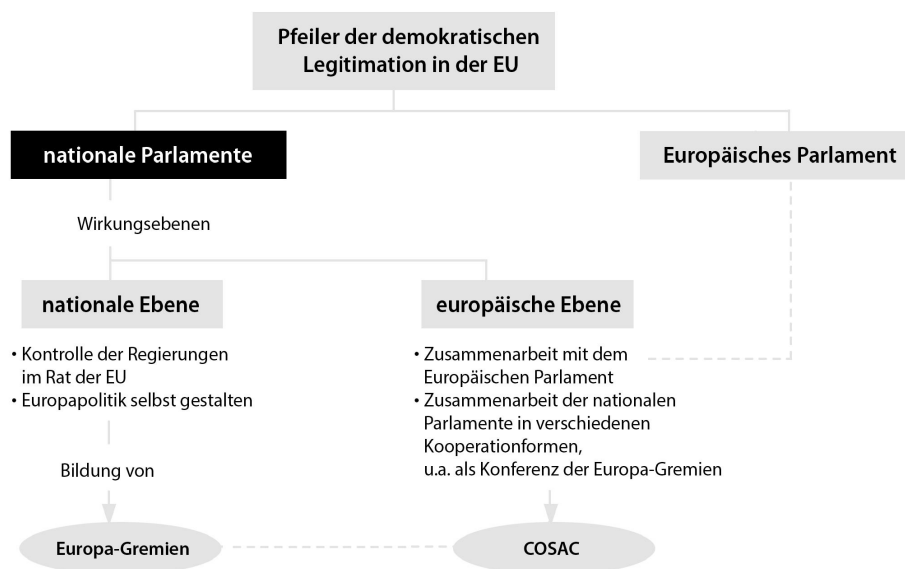 Pfeiler der demokratischen
Legitimation in der EU
nationale Parlamente
Europäisches Parlament
Wirkungsebenen
nationale Ebene
europäische Ebene
• Kontrolle der Regierungen
im Rat der EU
• Europapolitik selbst gestalten
• Zusammenarbeit mit dem
Europäischen Parlament
• Zusammenarbeit der nationalen
Parlamente in verschiedenen
Kooperationformen,
u.a. als Konferenz der Europa-Gremien
Bildung von
Europa-Gremien
COSAC